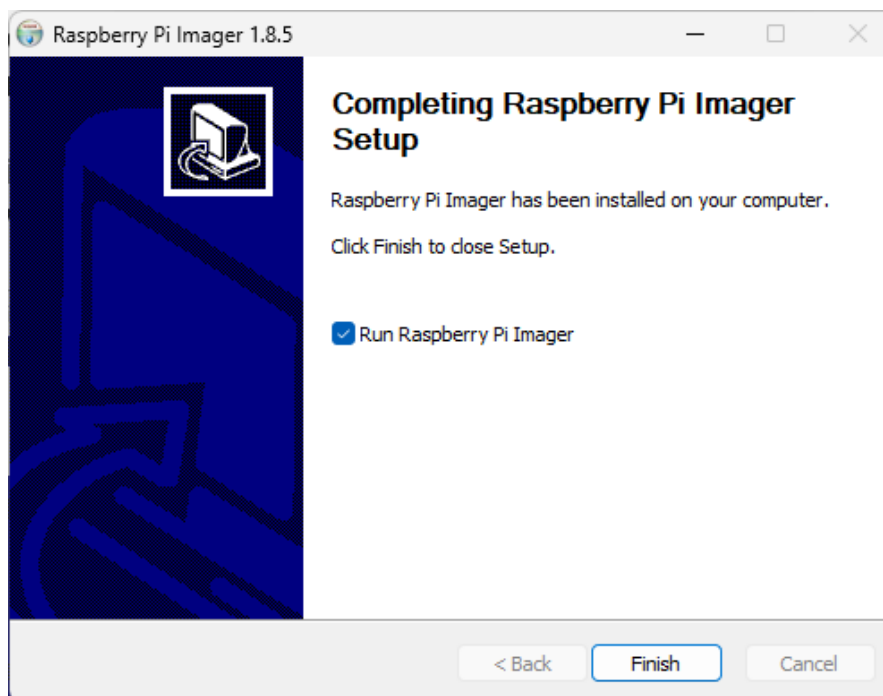 Raspberry Pi Imager 1.8.5
Completing Raspberry Pi Imager
Setup
Raspberry Pi Imager has been installed on your computer.
Click Finish to close Setup.
Run Raspberry Pi Imager
< Back Finish Cancel